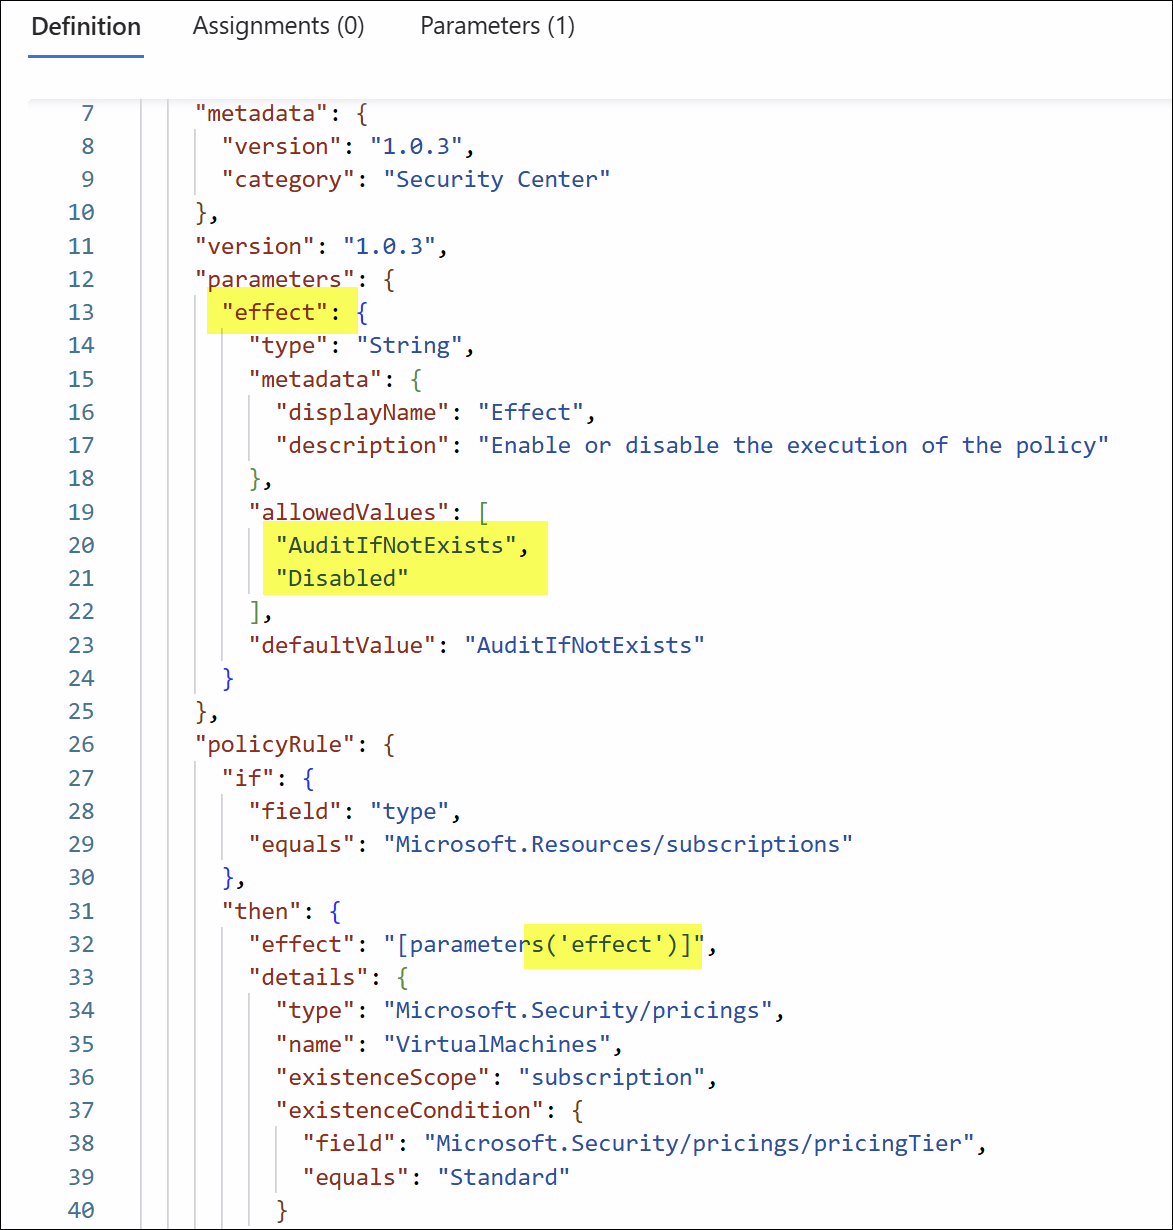 Definition Assignments (0) Parameters (1)
7 "metadata": {
8 "version": "1.0.3",
9 "category": "Security Center"
10 },
11 "version": "1.0.3",
12 "parameters": {
13 "effect": {
14 "type": "String",
15 "metadata": {
16 "displayName": "Effect",
17 "description": "Enable or disable the execution of the policy"
18 },
19 "allowedValues": [
20 "AuditIfNotExists",
21 "Disabled"
22 ],
23 "defaultValue": "AuditIfNotExists"
24 }
25 },
26 "policyRule": {
27 "if": {
28 "field": "type",
29 "equals": "Microsoft.Resources/subscriptions"
30 },
31 "then": {
32 "effect": "[parameters('effect')]",
33 "details": {
34 "type": "Microsoft.Security/pricings",
35 "name": "VirtualMachines",
36 "existenceScope": "subscription",
37 "existenceCondition": {
38 "field": "Microsoft.Security/pricings/pricingTier",
39 "equals": "Standard"
40 }